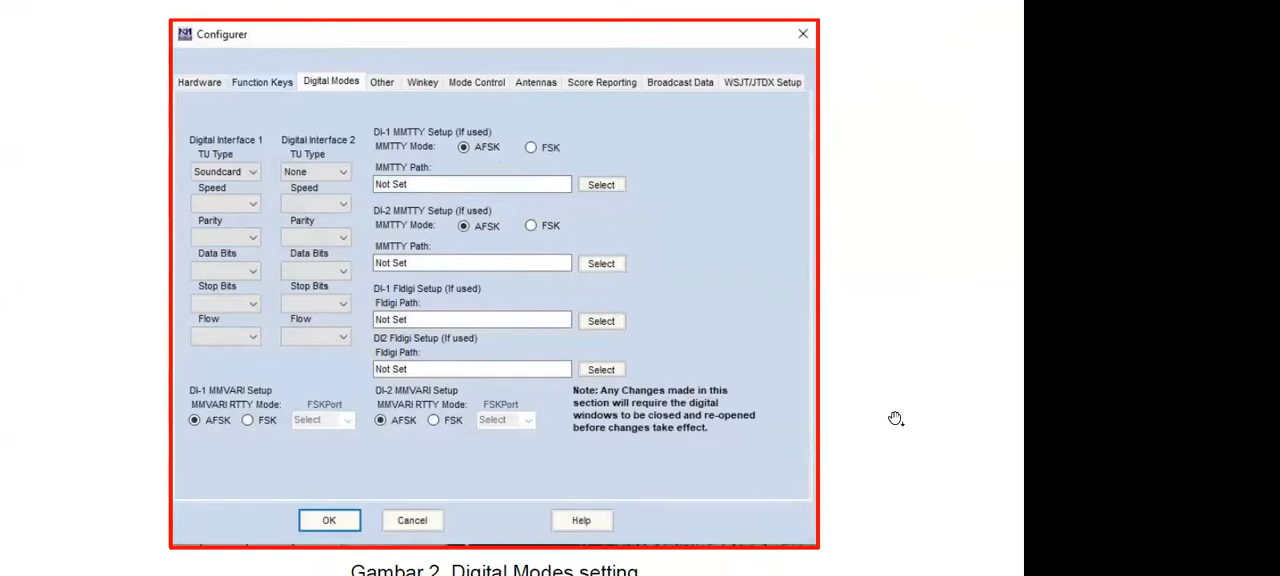 Configurer
Hardware Function Keys Digital Modes Other Winkey Mode Control Antennas Score Reporting Broadcast Data WSJT/JTDX Setup
Digital Interface 1 Digital Interface 2
TU Type TU Type
Soundcard None
Speed Speed
Parity Parity
Data Bits Data Bits
Stop Bits Stop Bits
Flow Flow
DI-1 MMTTY Setup (If used)
MMTTY Mode: AFSK FSK
MMTTY Path:
Not Set Select
DI-2 MMTTY Setup (If used)
MMTTY Mode: AFSK FSK
MMTTY Path:
Not Set Select
DI-1 Fldigi Setup (If used)
Fldigi Path:
Not Set Select
DI2 Fldigi Setup (If used)
Fldigi Path:
Not Set Select
DI-1 MMVARI Setup
MMVARI RTTY Mode: FSKPort
AFSK FSK Select
DI-2 MMVARI Setup
MMVARI RTTY Mode: FSKPort
AFSK FSK Select
Note: Any Changes made in this
section will require the digital
windows to be closed and re-opened
before changes take effect.
OK Cancel Help
Gambar 2. Digital Modes setting